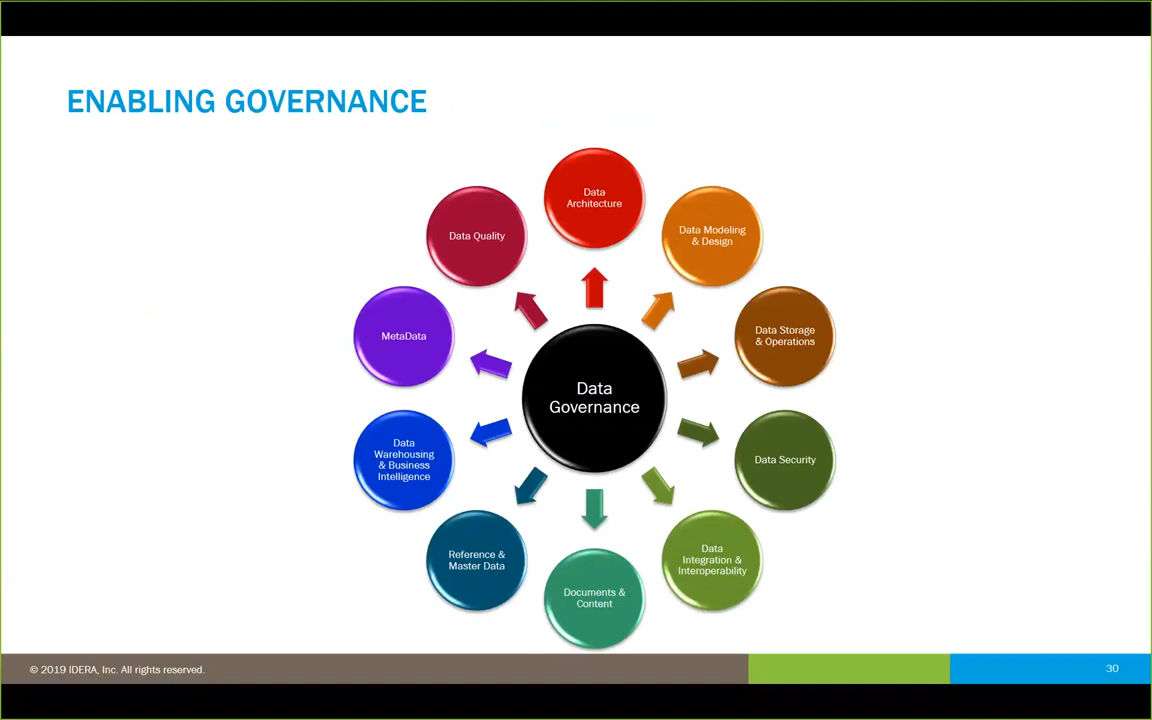 ENABLING GOVERNANCE
Data
Architecture
Data Modeling
& Design
Data Storage
& Operations
Data Security
Data
Integration &
Interoperability
Documents &
Content
Reference &
Master Data
Data
Warehousing
& Business
Intelligence
MetaData
Data Quality
Data
Governance
© 2019 IDERA, Inc. All rights reserved.
30